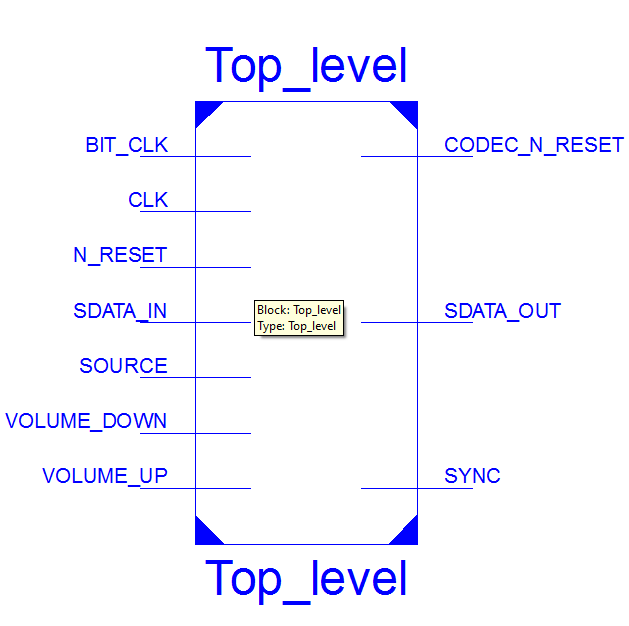 Top_level
BIT_CLK
CODEC_N_RESET
CLK
N_RESET
SDATA_IN
Block: Top_level
Type: Top_level
SDATA_OUT
SOURCE
VOLUME_DOWN
VOLUME_UP
SYNC
Top_level